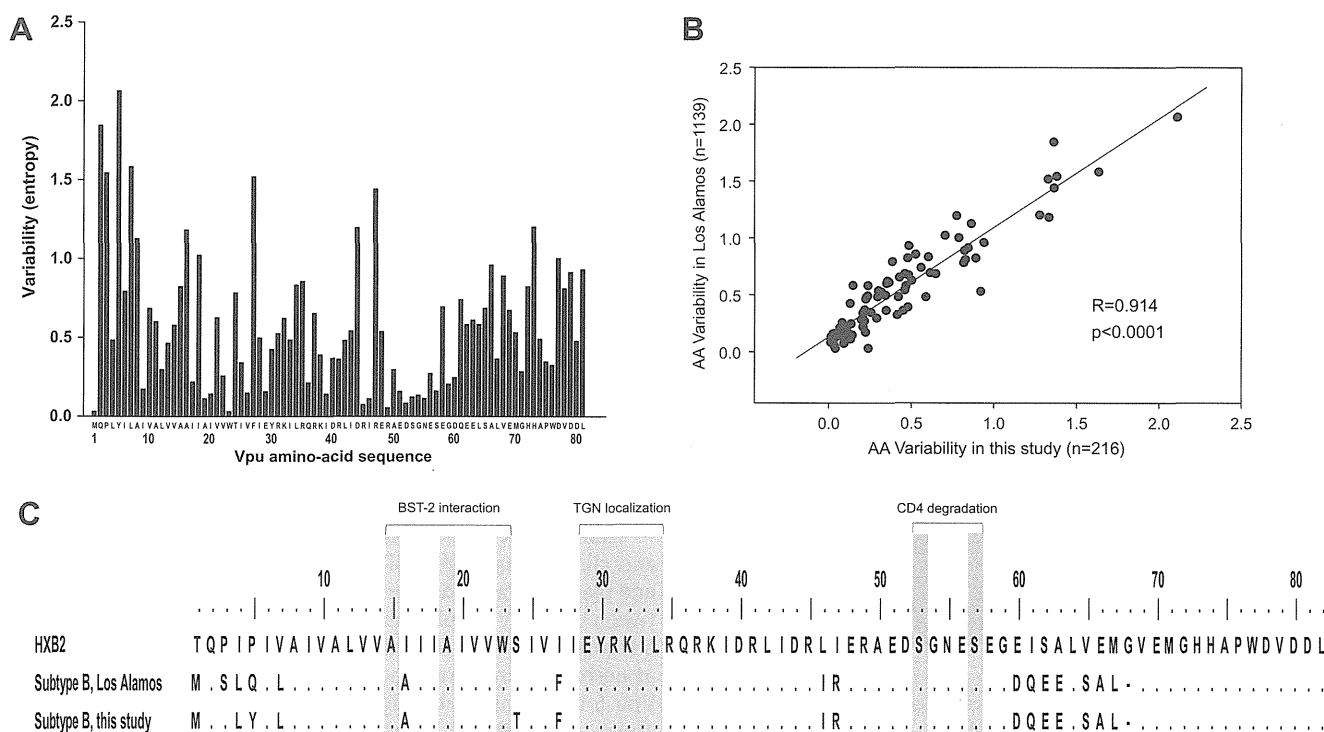 A
2.5
2.0
1.5
1.0
0.5
0.0
Variability (entropy)
MQPLYILAIVALVVAAIIAIVVWTIVFIEYRKILRQRKIDRLIDRIRERAEDSGNESEGDQEELSALVEMGHHAPWDVDDL
1 10 20 30 40 50 60 70 80
Vpu amino-acid sequence
B
2.5
2.0
1.5
1.0
0.5
0.0
AA Variability in Los Alamos (n=1139)
R=0.914
p<0.0001
0.0 0.5 1.0 1.5 2.0 2.5
AA Variability in this study (n=216)
C
BST-2 interaction TGN localization CD4 degradation
10 20 30 40 50 60 70 80
HXB2 TQPIPIVAIVALVVAIIIAIVVWSIVIIEYRKILRQRKIDRLIDRLIERAEDSGNESEGEISALVEMGVEMGHHAPWDVDDL
Subtype B, Los Alamos M.SLQ.L........A..........F..................IR............DQEE.SAL-..............
Subtype B, this study M..LY.L........A.......T..F..................IR............DQEE.SAL-..............